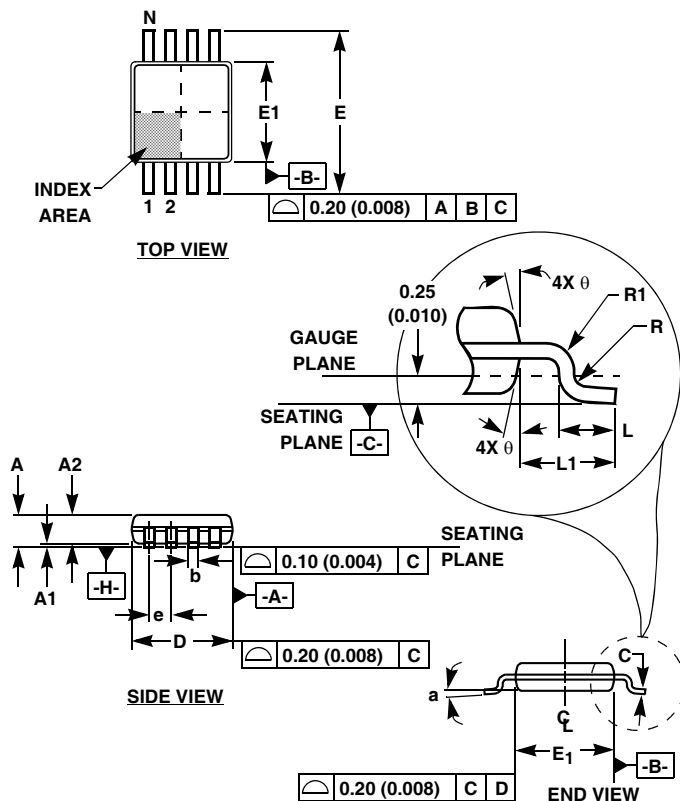 N
E1
E
-B-
INDEX
AREA
1 2
0.20 (0.008) A B C
TOP VIEW
0.25
(0.010)
4X θ
R1
R
GAUGE
PLANE
SEATING
PLANE
-C-
4X θ
L
L1
A
A2
SEATING
PLANE
A1
-H-
b
0.10 (0.004) C
e
-A-
D
0.20 (0.008) C
SIDE VIEW
C
a
CL
E1
-B-
0.20 (0.008) C D
END VIEW